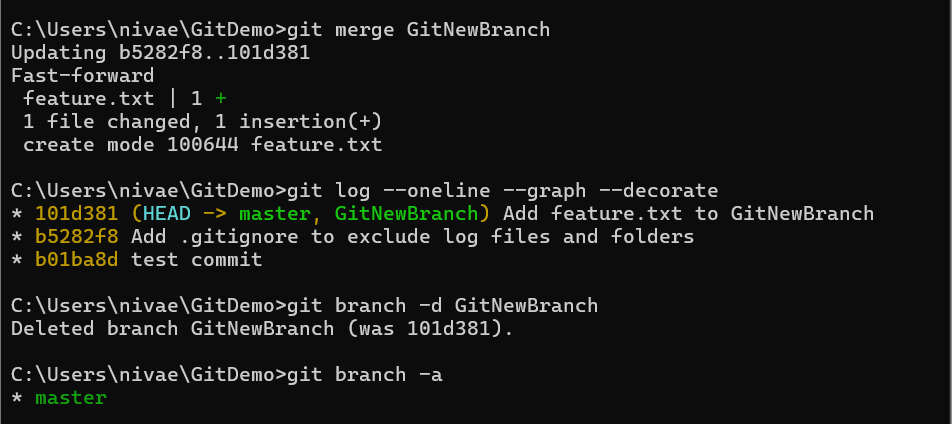 C:\Users\nivae\GitDemo>git merge GitNewBranch
Updating b5282f8..101d381
Fast-forward
 feature.txt | 1 +
 1 file changed, 1 insertion(+)
 create mode 100644 feature.txt

C:\Users\nivae\GitDemo>git log --oneline --graph --decorate
* 101d381 (HEAD -> master, GitNewBranch) Add feature.txt to GitNewBranch
* b5282f8 Add .gitignore to exclude log files and folders
* b01ba8d test commit

C:\Users\nivae\GitDemo>git branch -d GitNewBranch
Deleted branch GitNewBranch (was 101d381).

C:\Users\nivae\GitDemo>git branch -a
* master